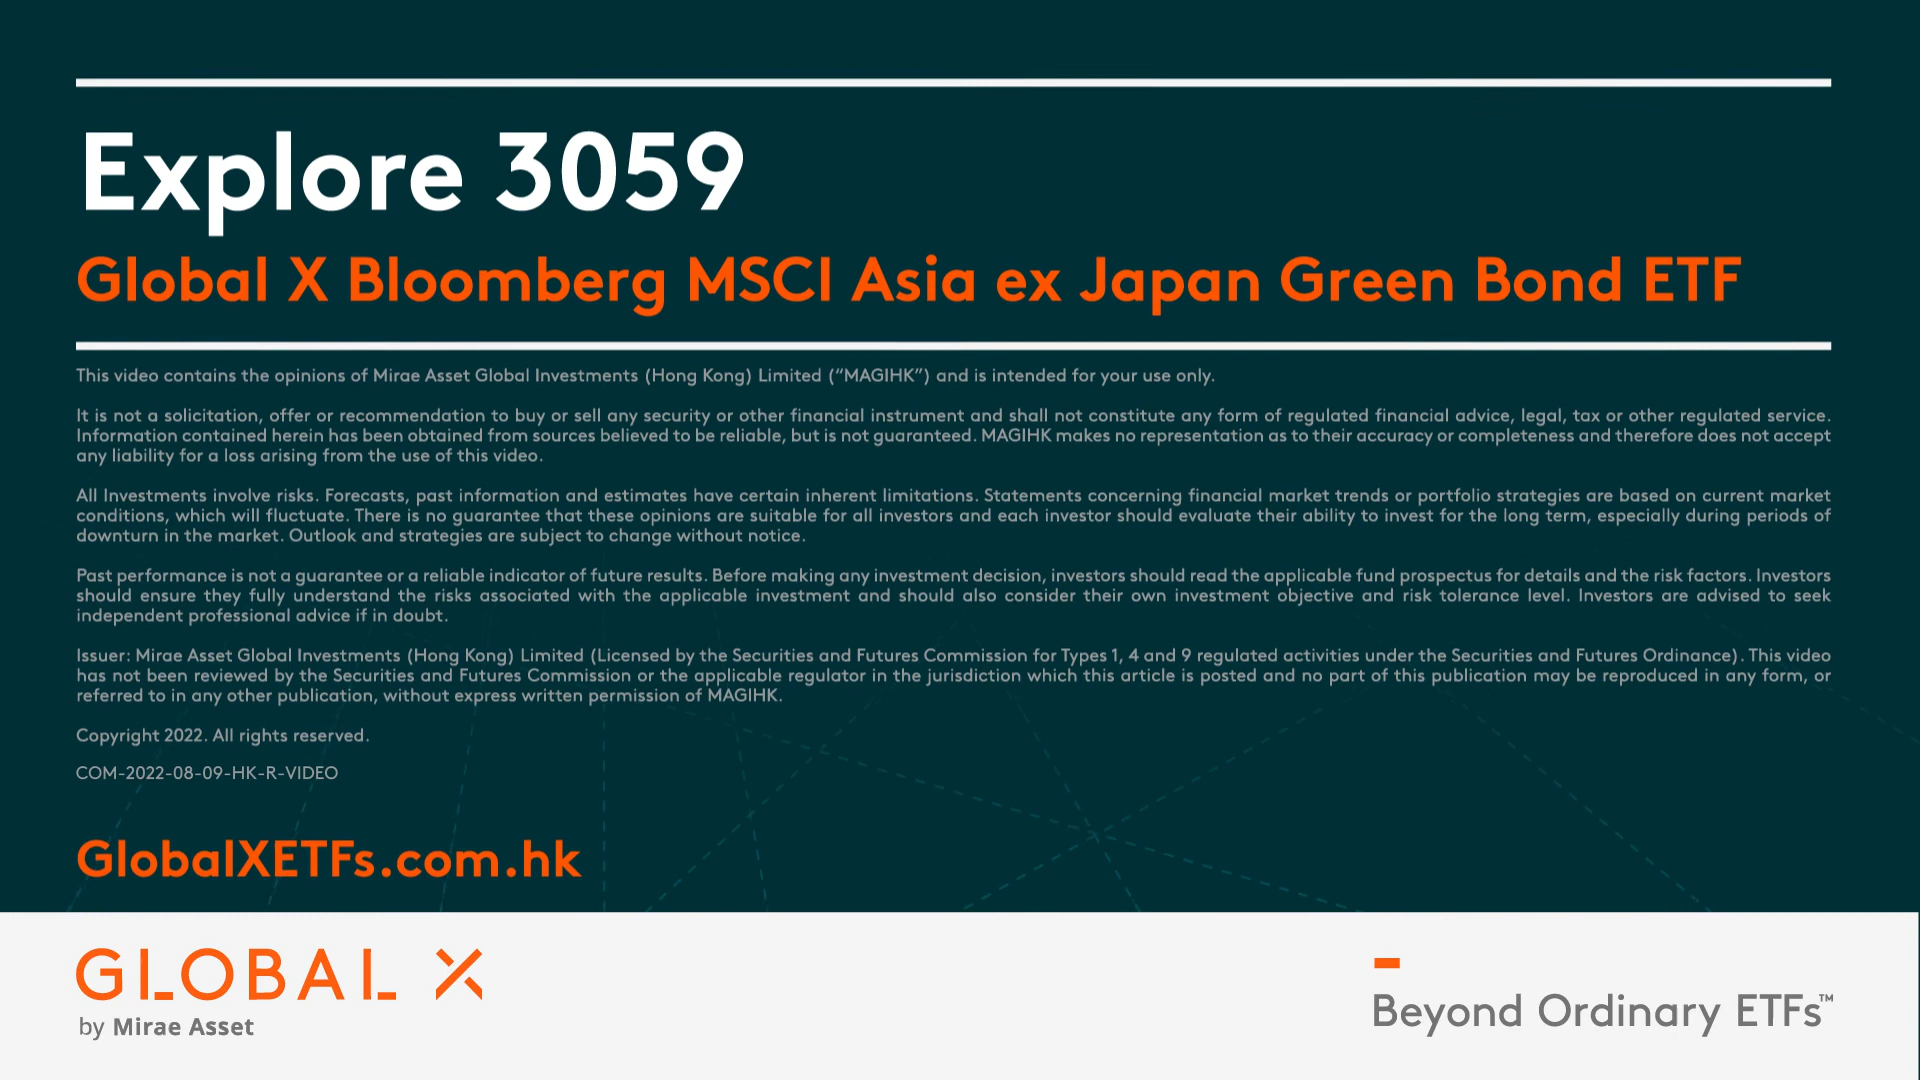 Explore 3059
Global X Bloomberg MSCI Asia ex Japan Green Bond ETF
This video contains the opinions of Mirae Asset Global Investments (Hong Kong) Limited (“MAGIHK”) and is intended for your use only.
It is not a solicitation, offer or recommendation to buy or sell any security or other financial instrument and shall not constitute any form of regulated financial advice, legal, tax or other regulated service.
Information contained herein has been obtained from sources believed to be reliable, but is not guaranteed. MAGIHK makes no representation as to their accuracy or completeness and therefore does not accept
any liability for a loss arising from the use of this video.
All Investments involve risks. Forecasts, past information and estimates have certain inherent limitations. Statements concerning financial market trends or portfolio strategies are based on current market
conditions, which will fluctuate. There is no guarantee that these opinions are suitable for all investors and each investor should evaluate their ability to invest for the long term, especially during periods of
downturn in the market. Outlook and strategies are subject to change without notice.
Past performance is not a guarantee or a reliable indicator of future results. Before making any investment decision, investors should read the applicable fund prospectus for details and the risk factors. Investors
should ensure they fully understand the risks associated with the applicable investment and should also consider their own investment objective and risk tolerance level. Investors are advised to seek
independent professional advice if in doubt.
Issuer: Mirae Asset Global Investments (Hong Kong) Limited (Licensed by the Securities and Futures Commission for Types 1, 4 and 9 regulated activities under the Securities and Futures Ordinance). This video
has not been reviewed by the Securities and Futures Commission or the applicable regulator in the jurisdiction which this article is posted and no part of this publication may be reproduced in any form, or
referred to in any other publication, without express written permission of MAGIHK.
Copyright 2022. All rights reserved.
COM-2022-08-09-HK-R-VIDEO
GlobalXETFs.com.hk
GLOBAL X
by Mirae Asset
Beyond Ordinary ETFs™